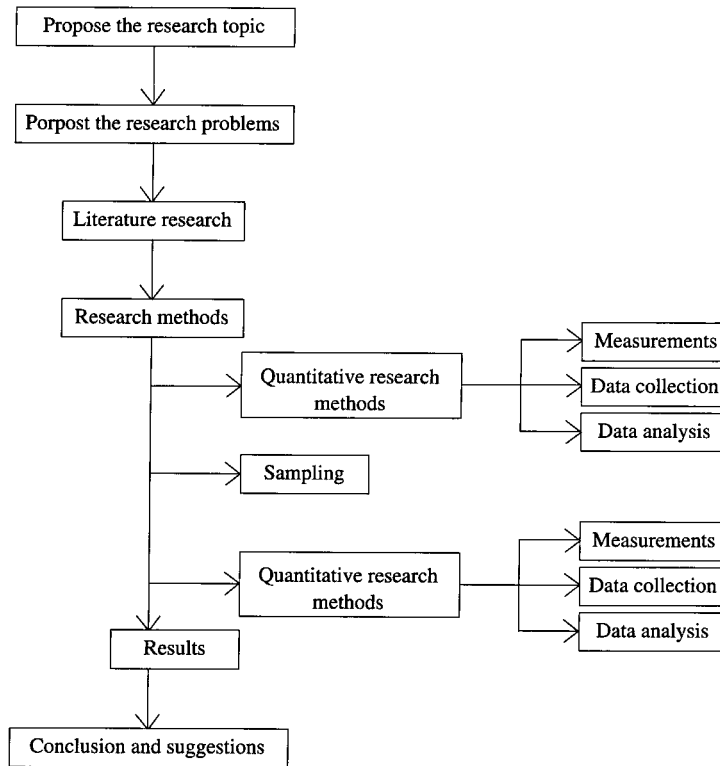 Propose the research topic
Porpost the research problems
Literature research
Research methods
Quantitative research
methods
Measurements
Data collection
Data analysis
Sampling
Quantitative research
methods
Measurements
Data collection
Data analysis
Results
Conclusion and suggestions